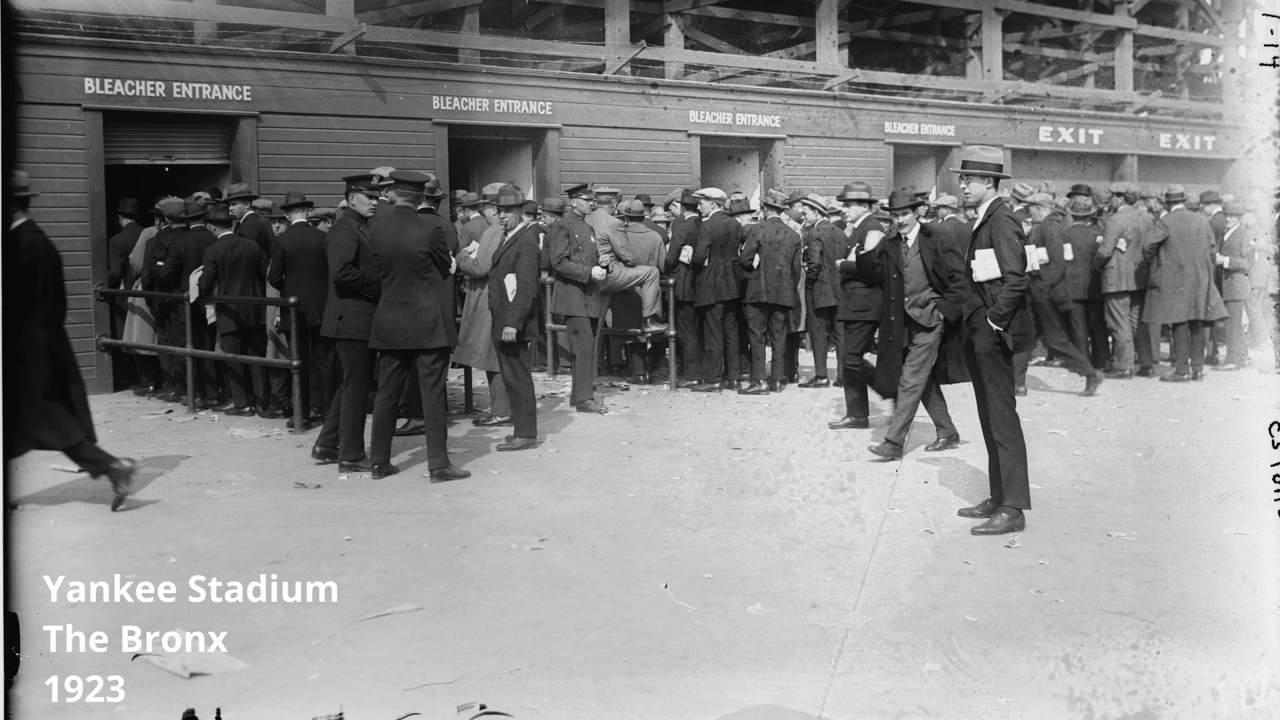 BLEACHER ENTRANCE
BLEACHER ENTRANCE
BLEACHER ENTRANCE
BLEACHER ENTRANCE
EXIT
EXIT
Yankee Stadium
The Bronx
1923